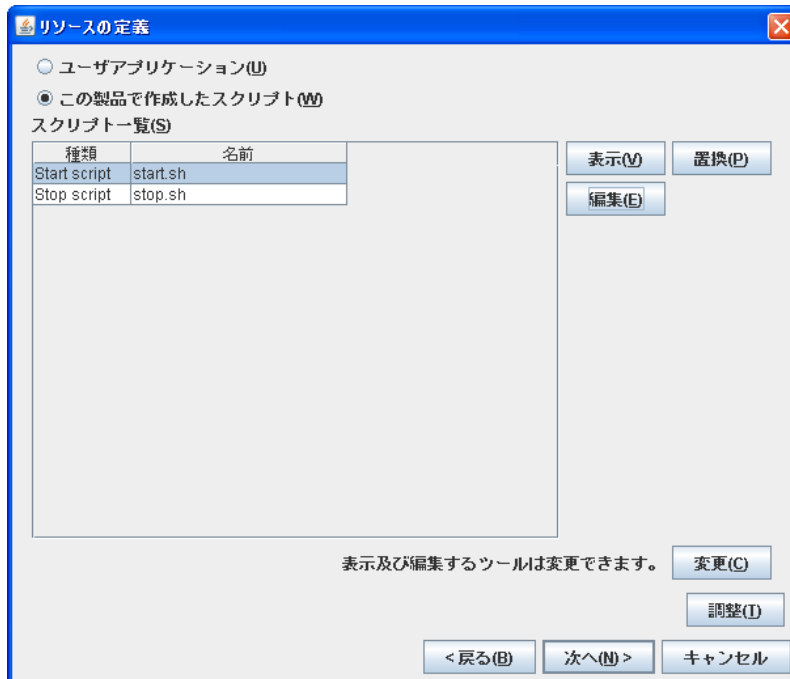 リソースの定義
ユーザアプリケーション(U)
この製品で作成したスクリプト(W)
スクリプト一覧(S)
種類 名前
Start script start.sh
Stop script stop.sh
表示(V) 置換(P)
編集(E)
表示及び編集するツールは変更できます。 変更(C)
調整(T)
<戻る(B) 次へ(N)> キャンセル